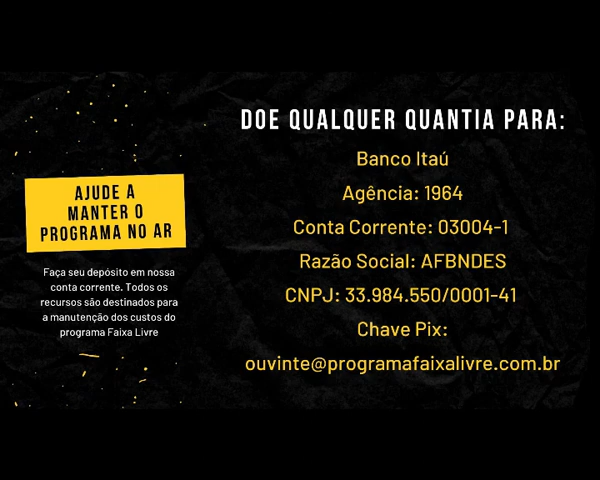 AJUDE A
MANTER O
PROGRAMA NO AR
Faça seu depósito em nossa
conta corrente. Todos os
recursos são destinados para
a manutenção dos custos do
programa Faixa Livre
DOE QUALQUER QUANTIA PARA:
Banco Itaú
Agência: 1964
Conta Corrente: 03004-1
Razão Social: AFBNDES
CNPJ: 33.984.550/0001-41
Chave Pix:
ouvinte@programafaixalivre.com.br